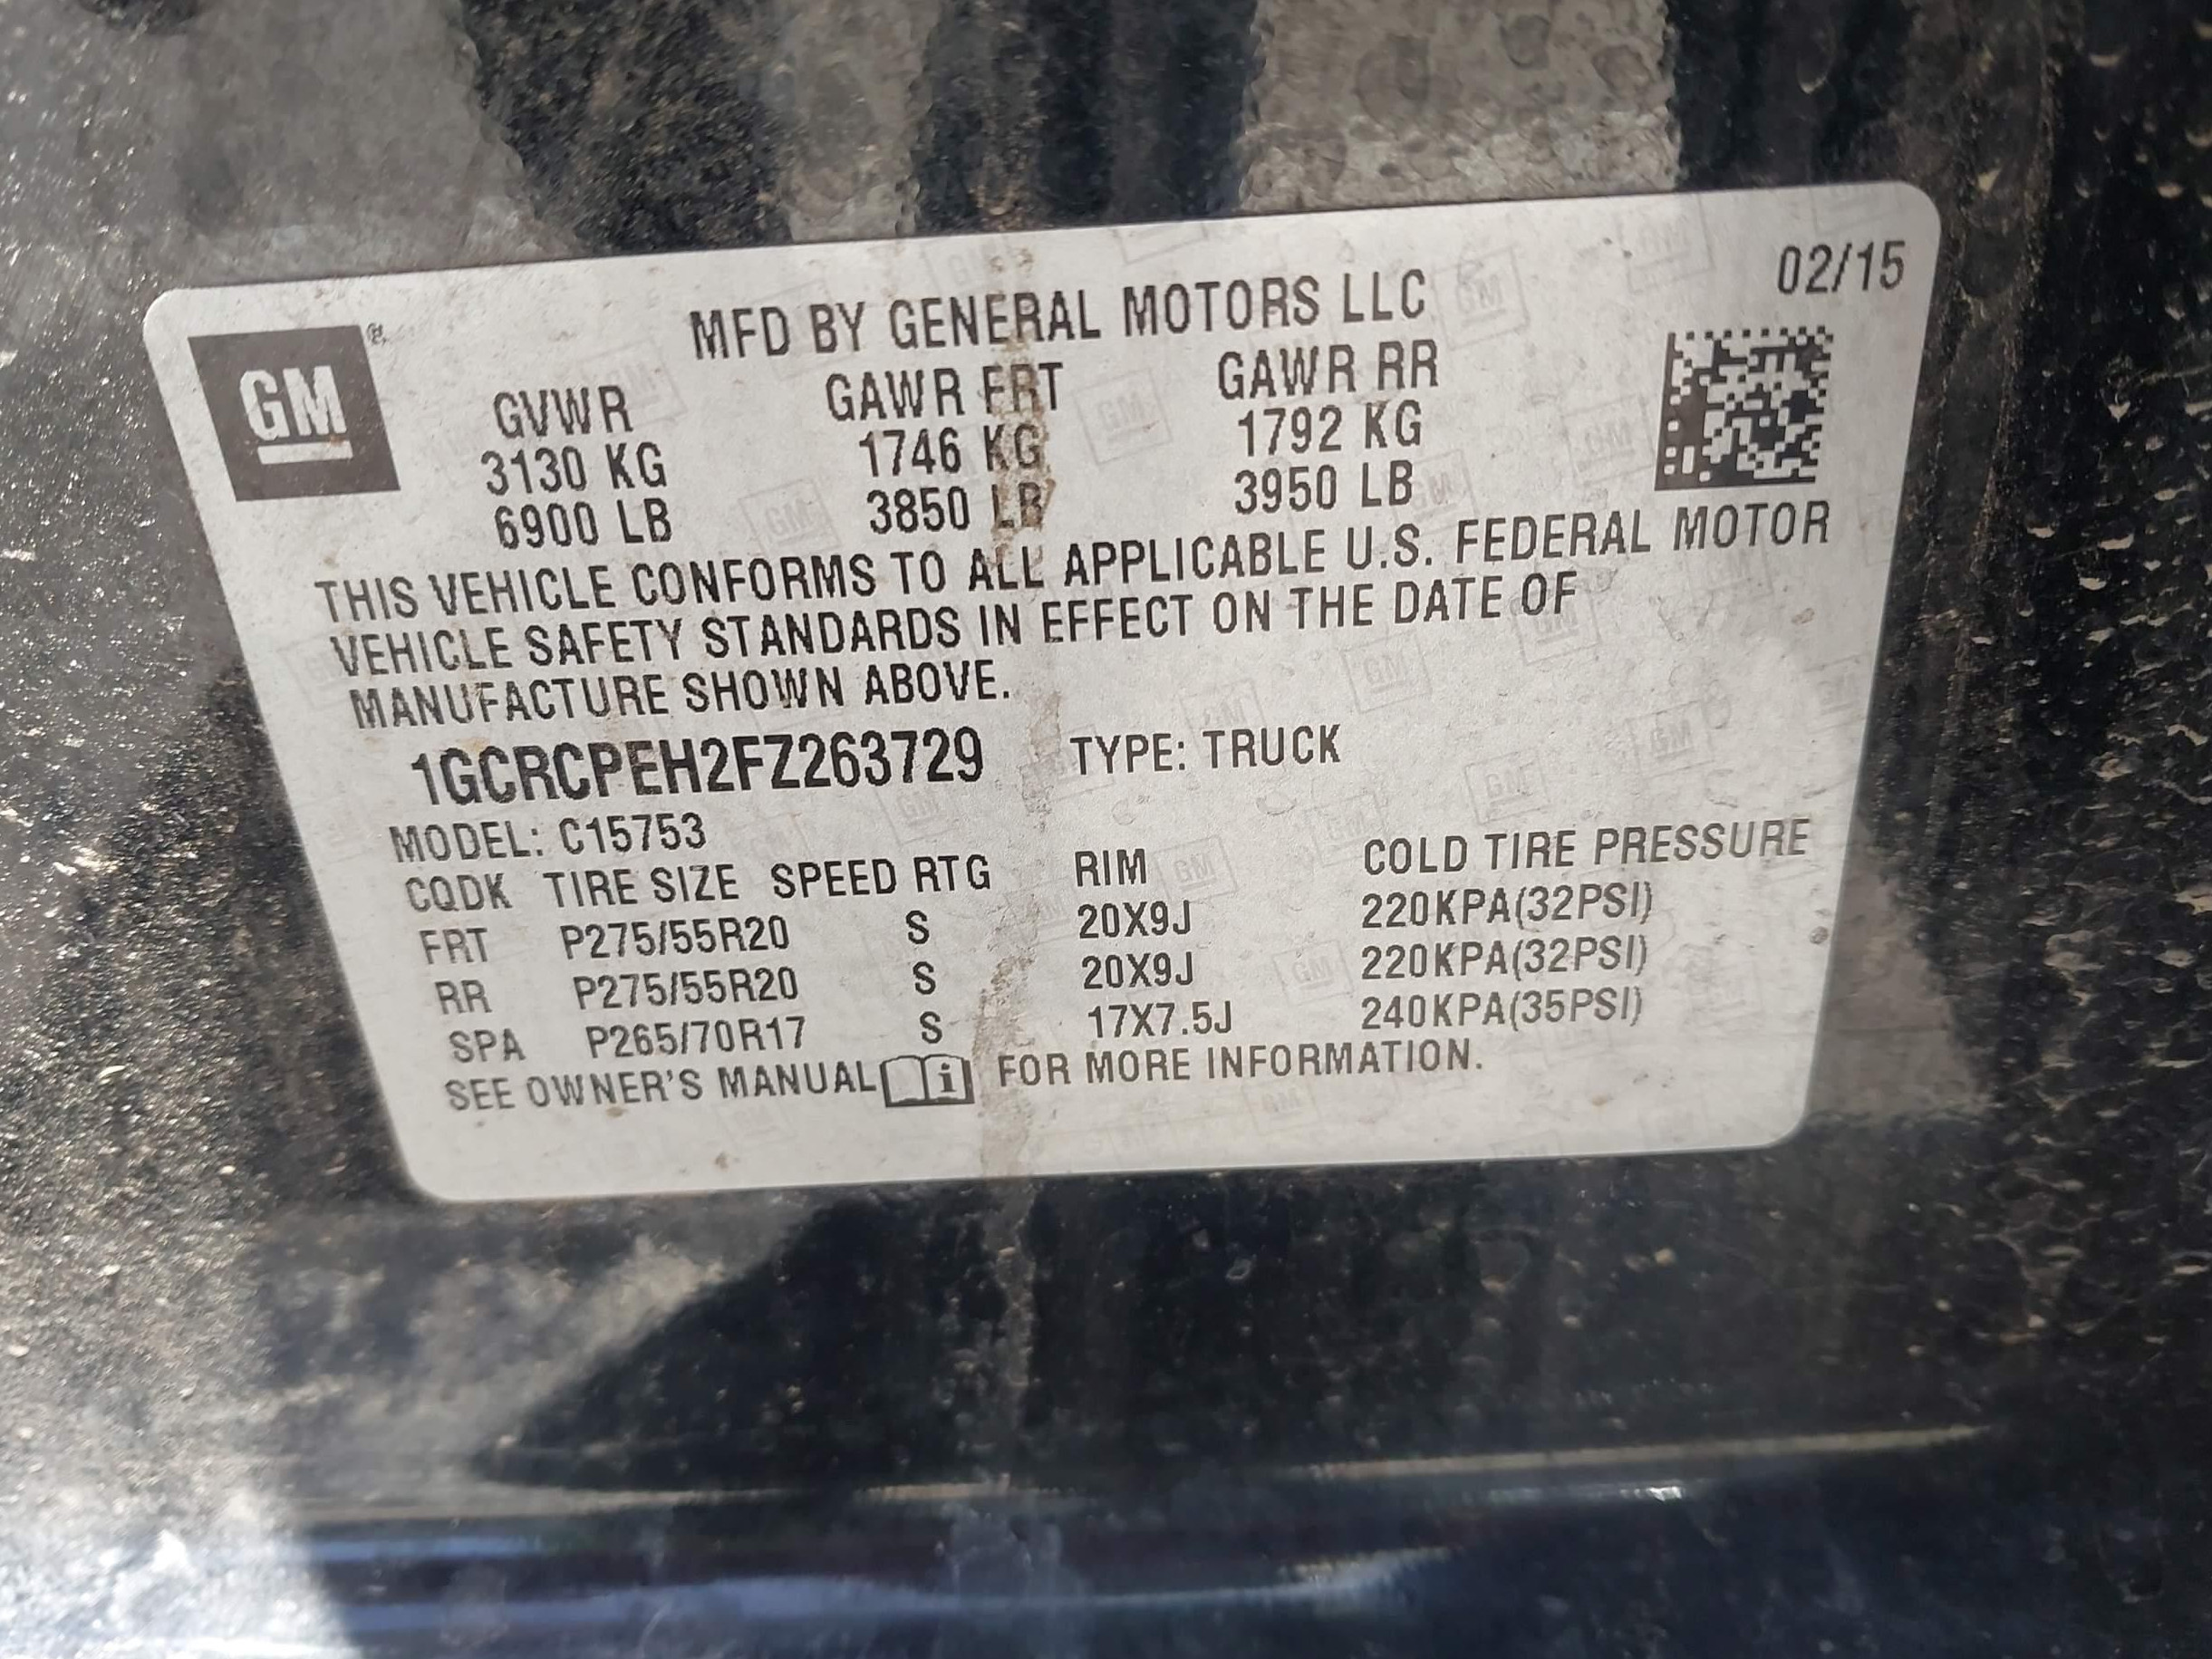 02/15
GM
MFD BY GENERAL MOTORS LLC
GVWR GAWR FRT GAWR RR
3130 KG 1746 KG 1792 KG
6900 LB 3850 LB 3950 LB
THIS VEHICLE CONFORMS TO ALL APPLICABLE U.S. FEDERAL MOTOR
VEHICLE SAFETY STANDARDS IN EFFECT ON THE DATE OF
MANUFACTURE SHOWN ABOVE.
1GCRCPEH2FZ263729 TYPE: TRUCK
MODEL: C15753
CQDK TIRE SIZE SPEED RTG RIM COLD TIRE PRESSURE
FRT P275/55R20 S 20X9J 220KPA(32PSI)
RR P275/55R20 S 20X9J 220KPA(32PSI)
SPA P265/70R17 S 17X7.5J 240KPA(35PSI)
SEE OWNER'S MANUAL i FOR MORE INFORMATION.